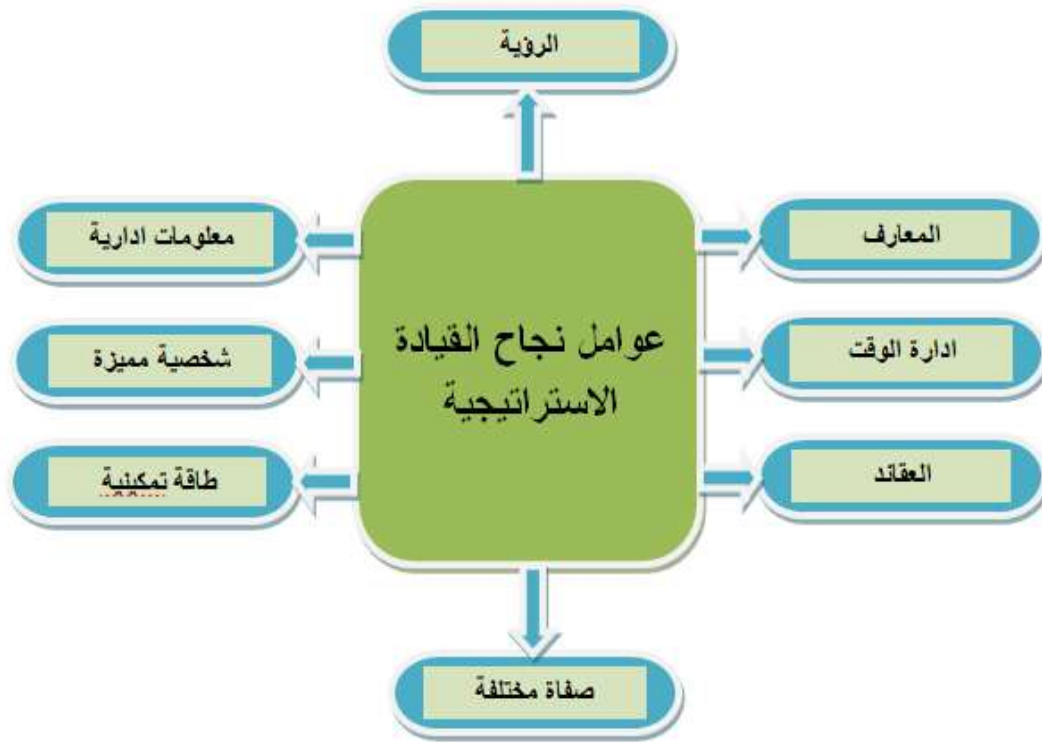 الرؤية
المعارف
معلومات ادارية
ادارة الوقت
شخصية مميزة
العقائد
طاقة تمكينية
عوامل نجاح القيادة
الاستراتيجية
صفاة مختلفة